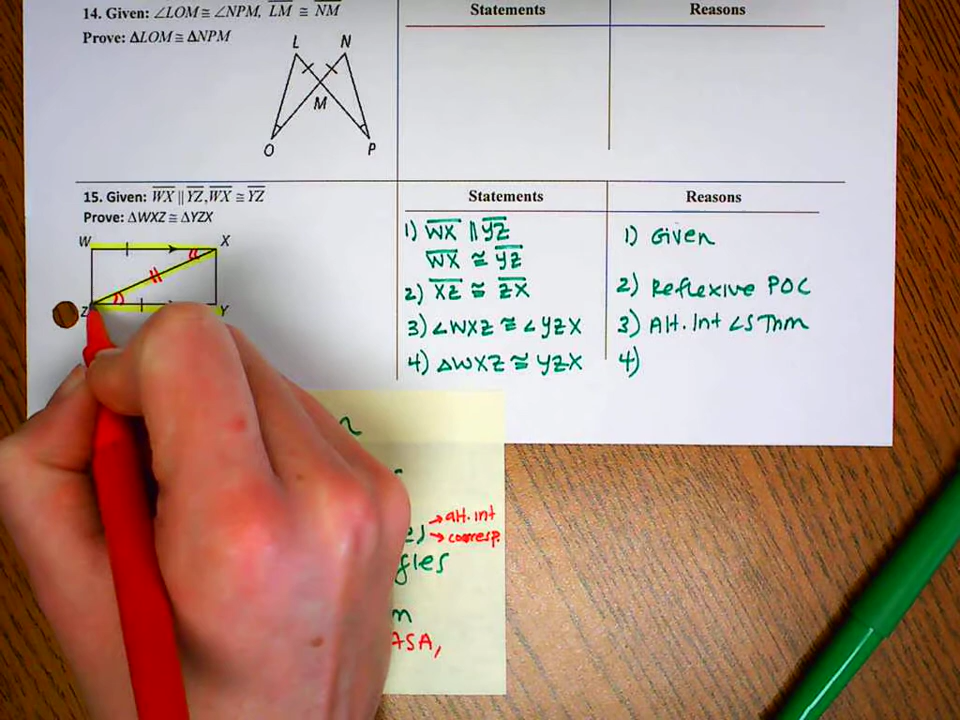 14. Given: ∠LOM ≅ ∠NPM, LM ≅ NM
Prove: ΔLOM ≅ ΔNPM
L N
M
O P
Statements Reasons
15. Given: WX ∥ YZ, WX ≅ YZ
Prove: ΔWXZ ≅ ΔYZX
W X
Z Y
Statements Reasons
1) WX ∥ YZ 1) Given
WX ≅ YZ
2) XZ ≅ ZX 2) Reflexive POC
3) ∠WXZ ≅ ∠YZX 3) Alt. Int ∠S Thm
4) ΔWXZ ≅ YZX 4)
→ alt. int
→ corresp.
ASA,